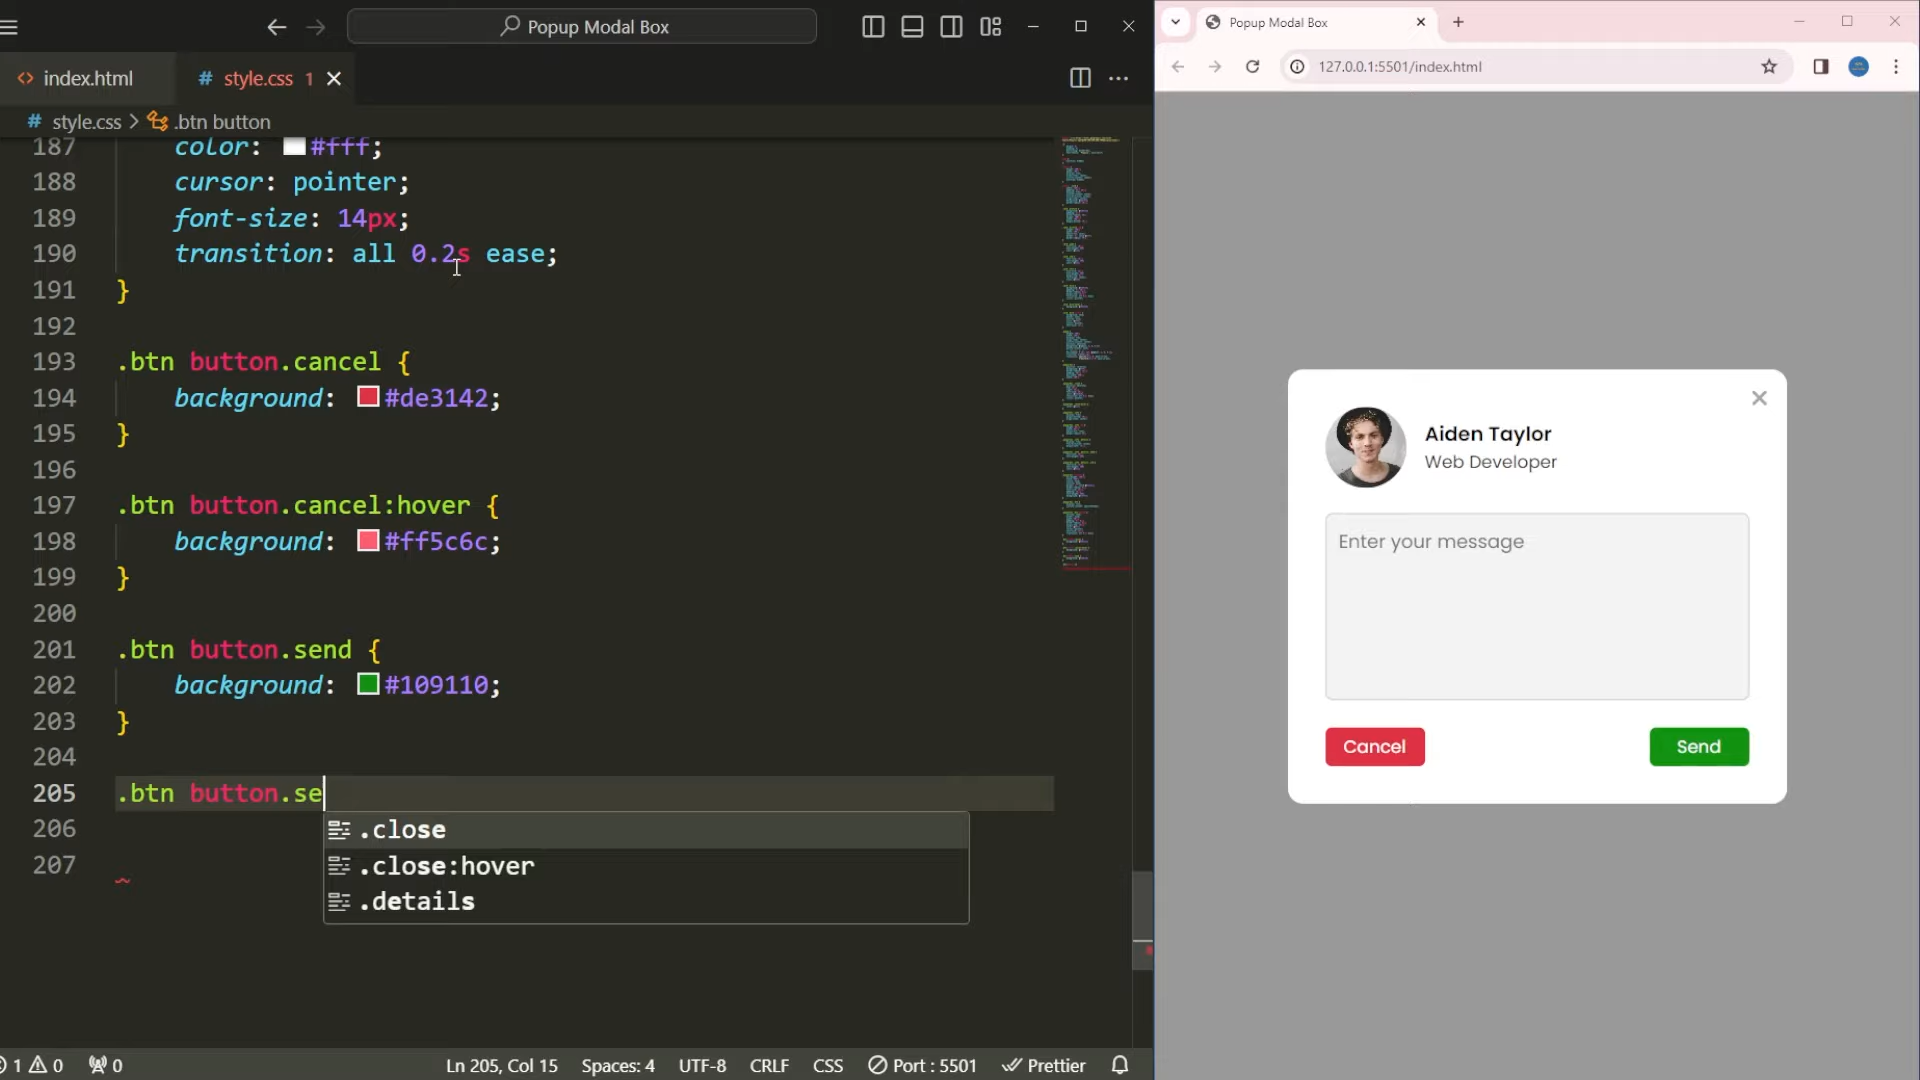 Popup Modal Box
index.html
style.css 1
style.css > .btn button
187 color: #fff;
188 cursor: pointer;
189 font-size: 14px;
190 transition: all 0.2s ease;
191 }
192
193 .btn button.cancel {
194 background: #de3142;
195 }
196
197 .btn button.cancel:hover {
198 background: #ff5c6c;
199 }
200
201 .btn button.send {
202 background: #109110;
203 }
204
205 .btn button.se
206
207
.close
.close:hover
.details
1 0 0
Ln 205, Col 15
Spaces: 4
UTF-8
CRLF
CSS
Port : 5501
Prettier
Popup Modal Box
127.0.0.1:5501/index.html
Aiden Taylor
Web Developer
Enter your message
Cancel
Send